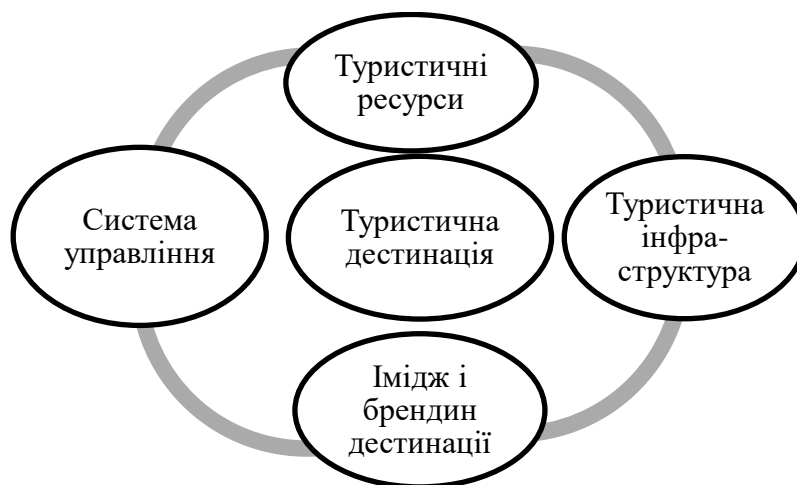 Туристичні
ресурси
Система
управління
Туристична
дестинація
Туристична
інфра-
структура
Імідж і
брендин
дестинації